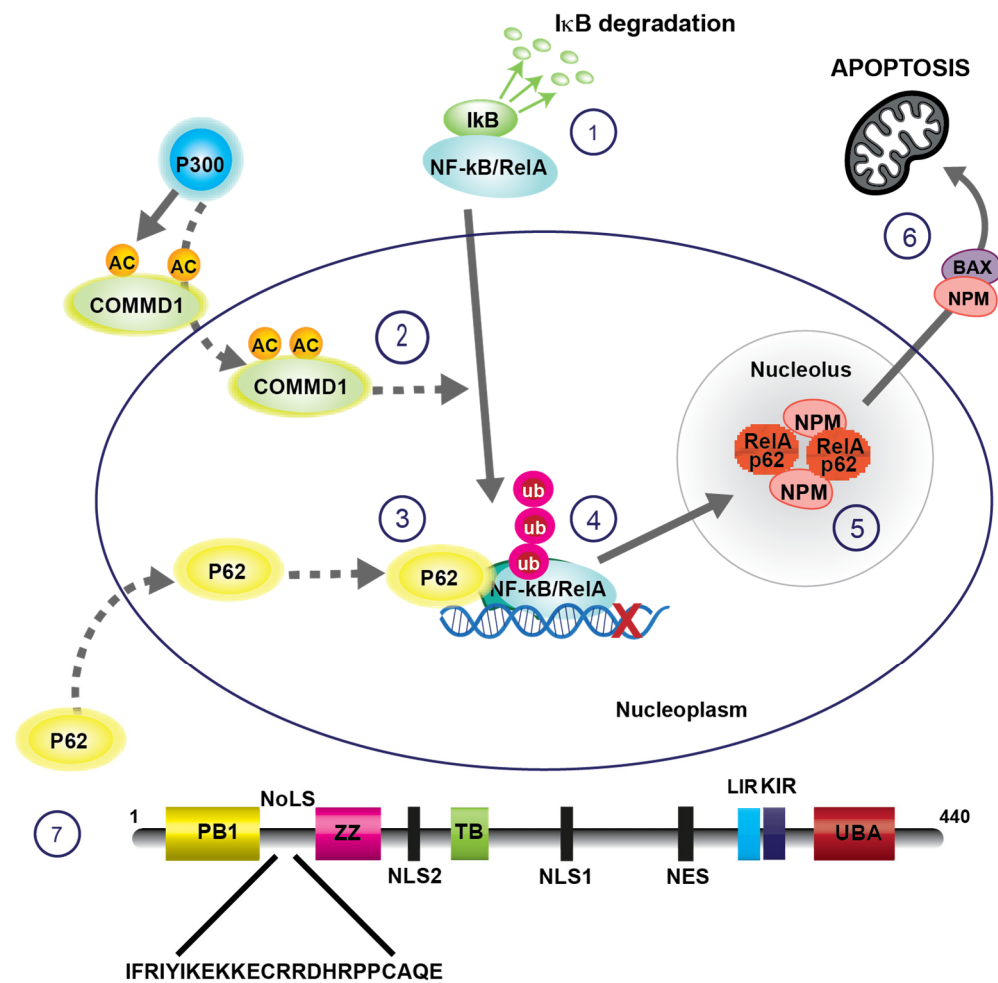 IκB degradation
APOPTOSIS
IkB
1
NF-kB/RelA
P300
6
AC
AC
BAX
COMMD1
NPM
2
AC
AC
COMMD1
Nucleolus
NPM
RelA
p62
RelA
p62
NPM
ub
3
4
5
ub
ub
P62
P62
NF-kB/RelA
X
Nucleoplasm
P62
7
1
NoLS
LIR
KIR
440
PB1
ZZ
TB
UBA
NLS2
NLS1
NES
IFRIYIKEKKECRRDHRPPCAQE